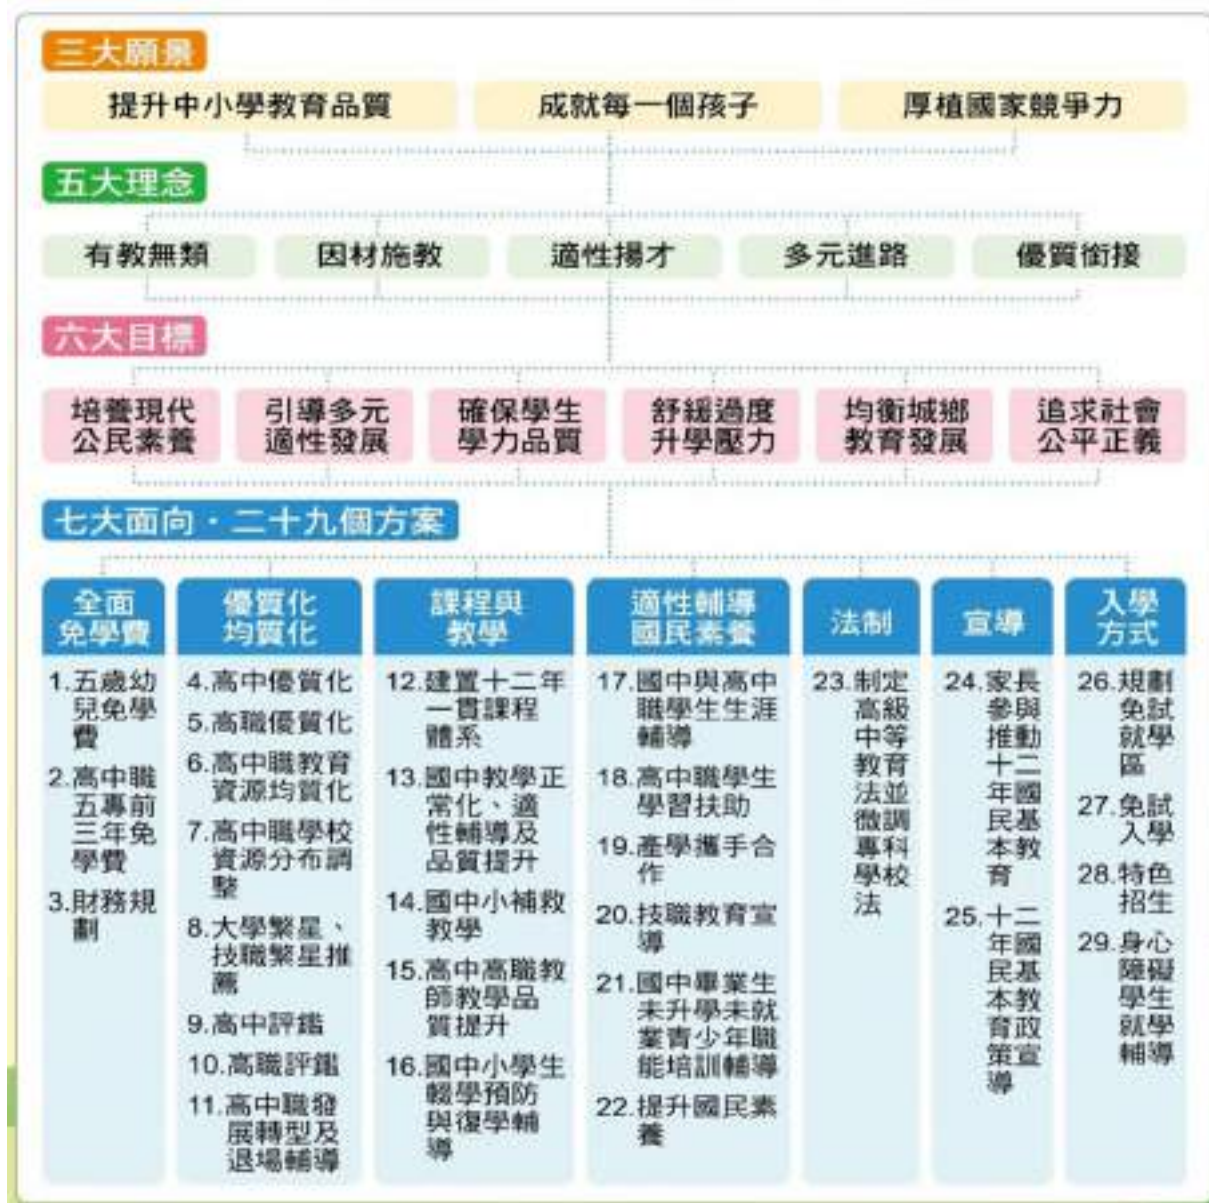 三大願景
提升中小學教育品質
成就每一個孩子
厚植國家競爭力
五大理念
有教無類
因材施教
適性揚才
多元進路
優質銜接
六大目標
培養現代
公民素養
引導多元
適性發展
確保學生
學力品質
舒緩過度
升學壓力
均衡城鄉
教育發展
追求社會
公平正義
七大面向・二十九個方案
全面
免學費
1.五歲幼
兒免學
費
2.高中職
五專前
三年免
學費
3.財務規
劃
優質化
均質化
4.高中優質化
5.高職優質化
6.高中職教育
資源均質化
7.高中職學校
資源分布調
整
8.大學繁星、
技職繁星推
薦
9.高中評鑑
10.高職評鑑
11.高中職發
展轉型及
退場輔導
課程與
教學
12.建置十二年
一貫課程
體系
13.國中教學正
常化、適
性輔導及
品質提升
14.國中小補救
教學
15.高中高職教
師教學品
質提升
16.國中小學生
輟學預防
與復學輔
導
適性輔導
國民素養
17.國中與高中
職學生生涯
輔導
18.高中職學生
學習扶助
19.產學攜手合
作
20.技職教育宣
導
21.國中畢業生
未升學未就
業青少年職
能培訓輔導
22.提升國民素
養
法制
23.制定
高級
中等
教育
法並
微調
專科
學校
法
宣導
24.家長
參與
推動
十二
年國
民基
本教
育
25.十二
年國
民基
本教
育政
策宣
導
入學
方式
26.規劃
免試
就學
區
27.免試
入學
28.特色
招生
29.身心
障礙
學生
就學
輔導